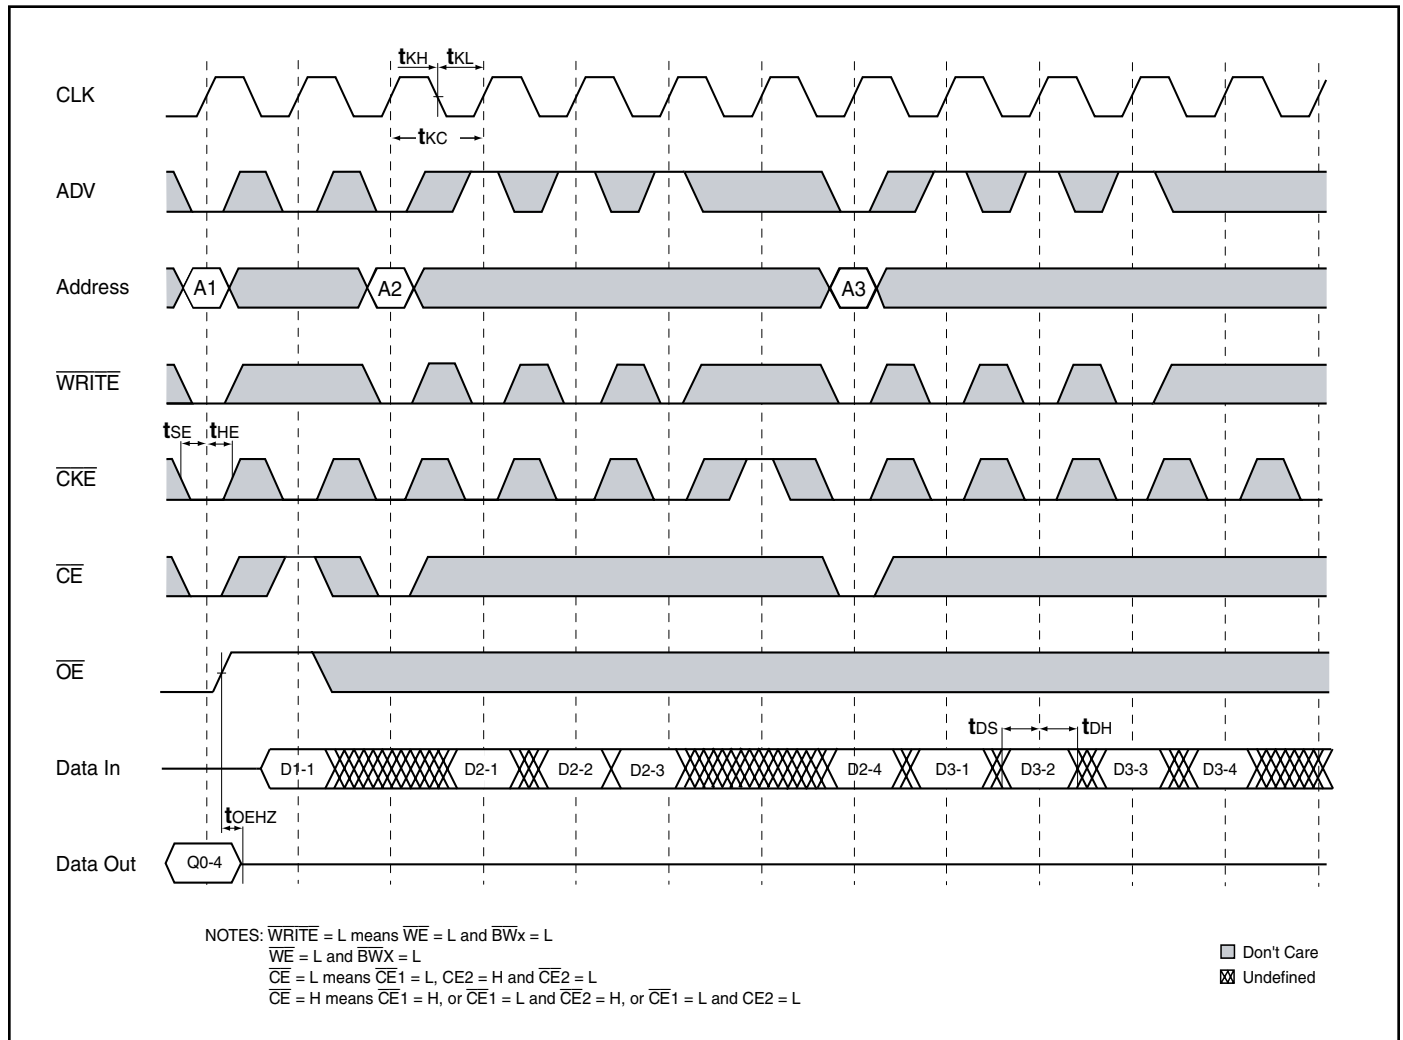 tKH tKL
CLK
tKC
ADV
Address A1 A2 A3
WRITE
tSE tHE
CKE
CE
OE
tDS tDH
Data In D1-1 D2-1 D2-2 D2-3 D2-4 D3-1 D3-2 D3-3 D3-4
tOEHZ
Data Out Q0-4
NOTES: WRITE = L means WE = L and BWx = L
WE = L and BWX = L
CE = L means CE1 = L, CE2 = H and CE2 = L
CE = H means CE1 = H, or CE1 = L and CE2 = H, or CE1 = L and CE2 = L
Don't Care
Undefined